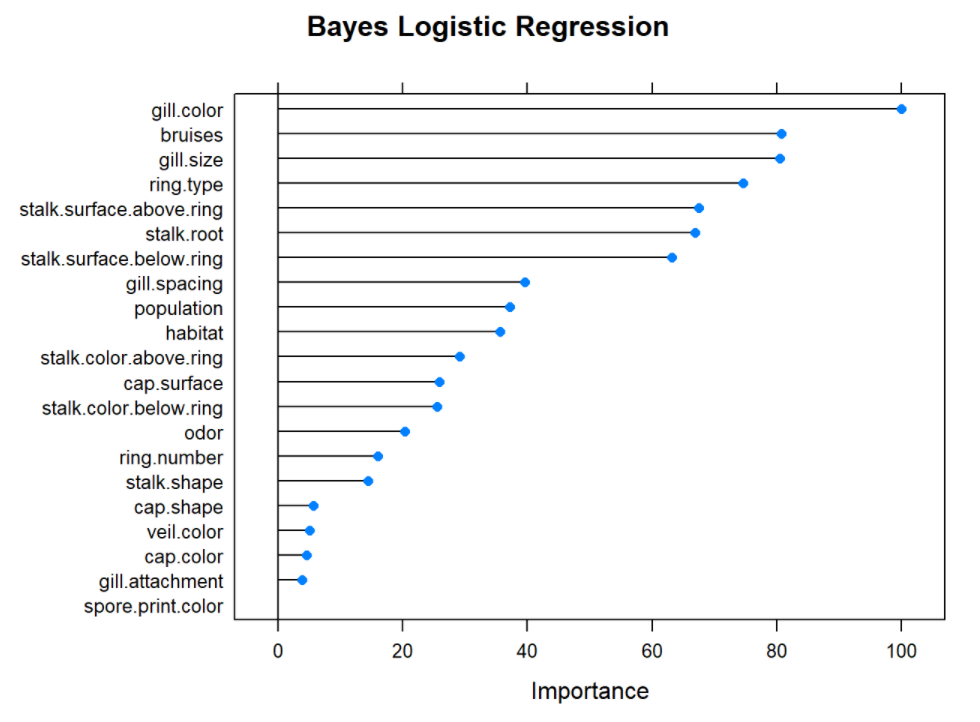 Bayes Logistic Regression
gill.color
bruises
gill.size
ring.type
stalk.surface.above.ring
stalk.root
stalk.surface.below.ring
gill.spacing
population
habitat
stalk.color.above.ring
cap.surface
stalk.color.below.ring
odor
ring.number
stalk.shape
cap.shape
veil.color
cap.color
gill.attachment
spore.print.color
0 20 40 60 80 100
Importance